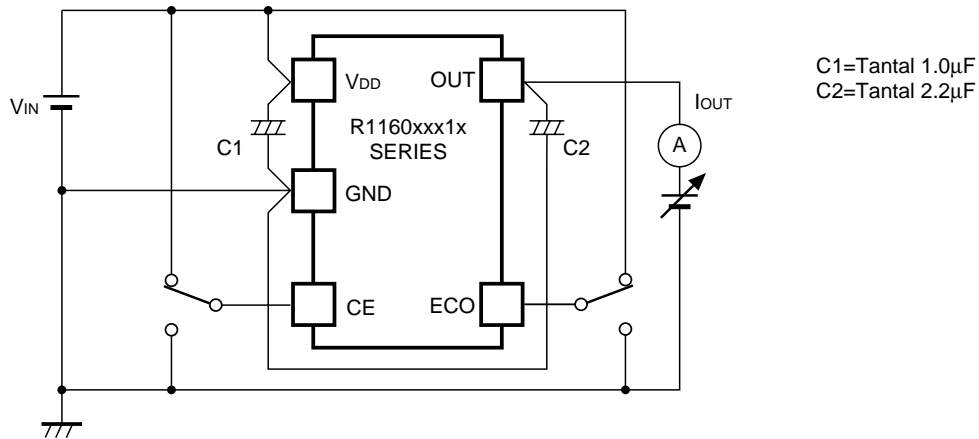 VDD
OUT
C1=Tantal 1.0μF
C2=Tantal 2.2μF
VIN
IOUT
R1160xxx1x
SERIES
C1
C2
A
GND
CE
ECO